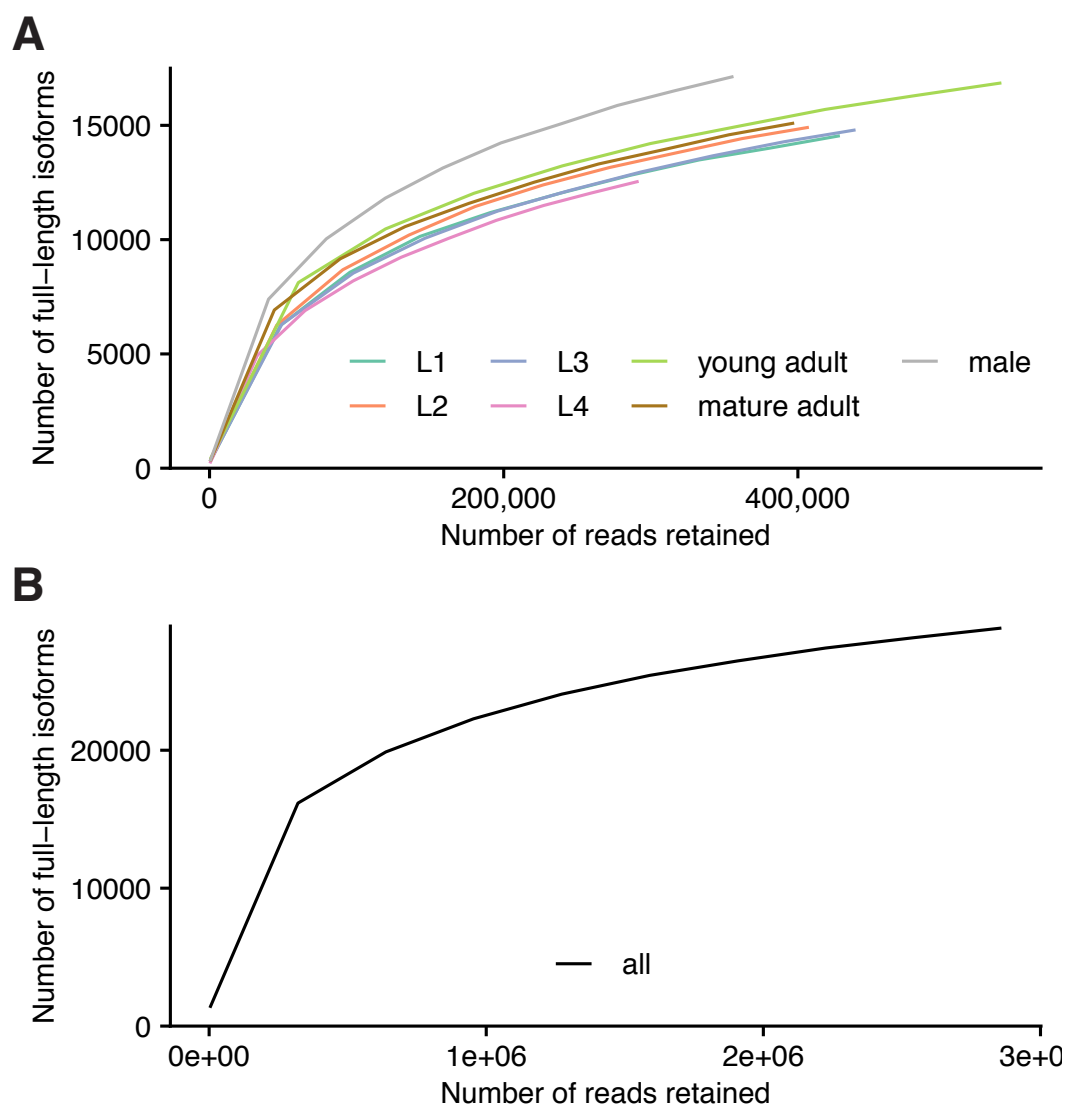 A
Number of full−length isoforms
15000
10000
5000
0
L1 L3 young adult male
L2 L4 mature adult
0 200,000 400,000
Number of reads retained
B
Number of full−length isoforms
20000
10000
0
all
0e+00 1e+06 2e+06 3e+0
Number of reads retained